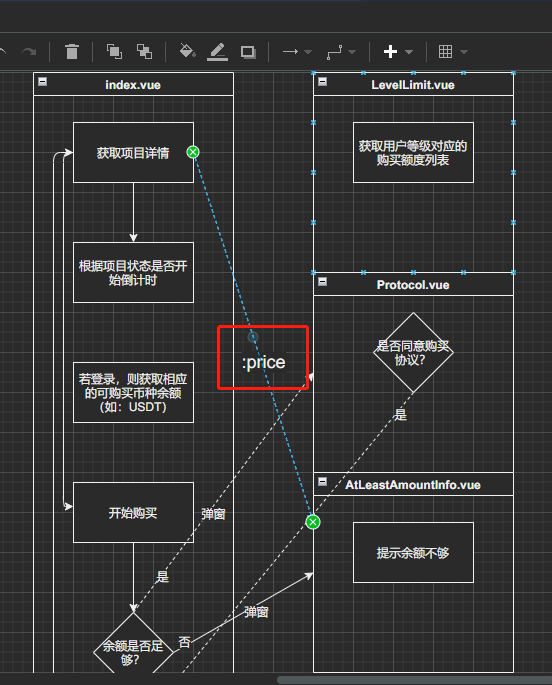 index.vue
获取项目详情
根据项目状态是否开
始倒计时
若登录，则获取相应
的可购买币种余额
（如：USDT）
开始购买
是
余额是否足
够？
否
弹窗
弹窗
:price
LevelLimit.vue
获取用户等级对应的
购买额度列表
Protocol.vue
是否同意购买
协议？
是
AtLeastAmountInfo.vue
提示余额不够